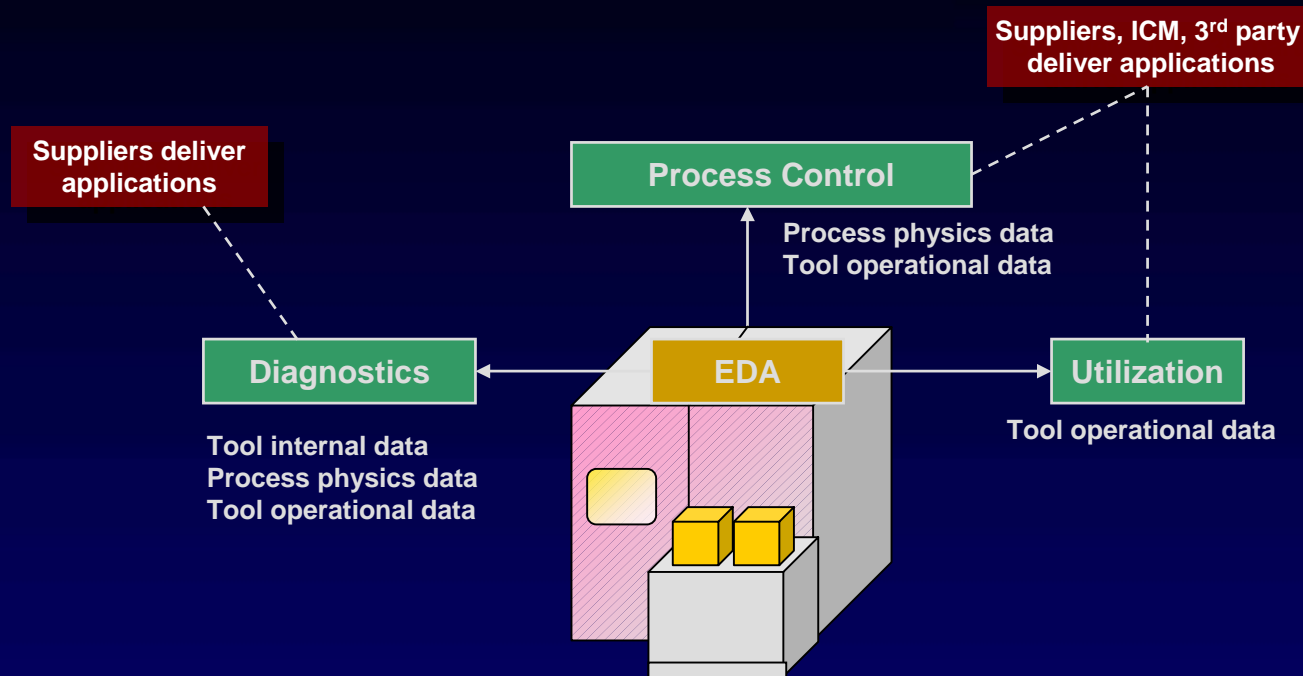 Suppliers, ICM, 3rd party
deliver applications
Suppliers deliver
applications
Process Control
Process physics data
Tool operational data
Diagnostics
EDA
Utilization
Tool internal data
Process physics data
Tool operational data
Tool operational data